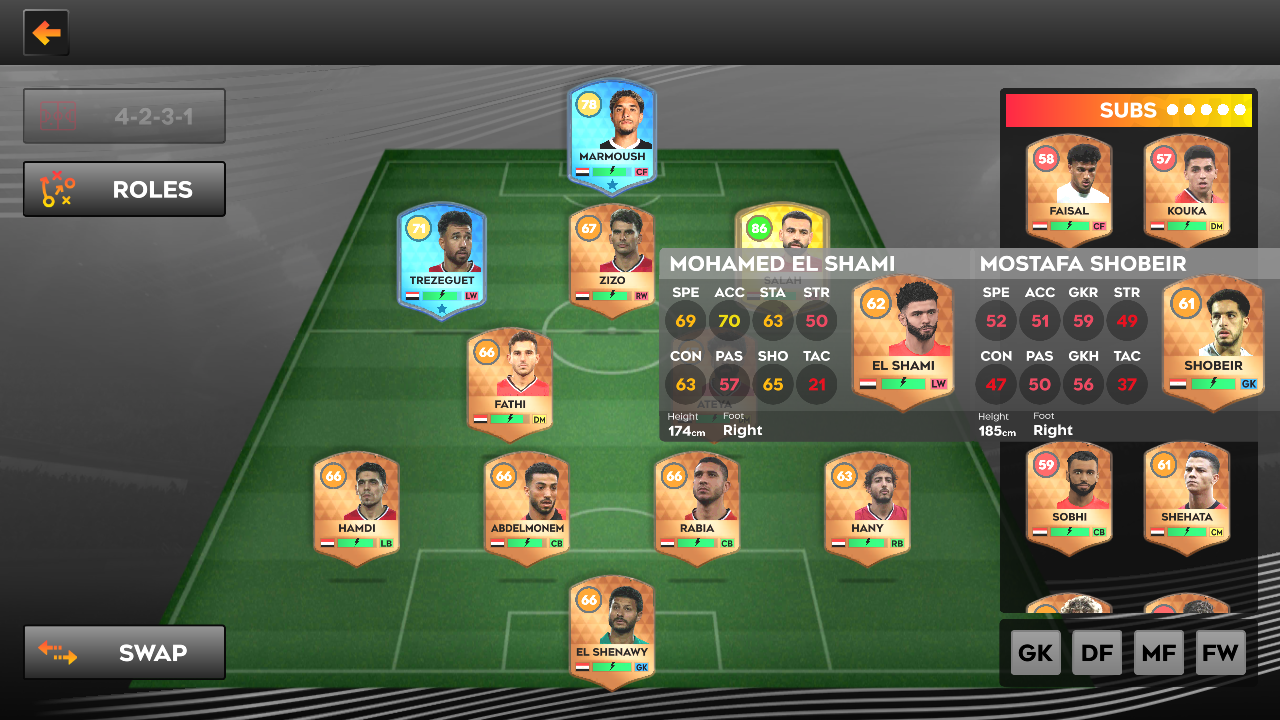 4-2-3-1
ROLES
SWAP
78
MARMOUSH
CF
71
TREZEGUET
LW
67
ZIZO
RW
86
SALAH
66
FATHI
DM
ATEYA
66
HAMDI
LB
66
ABDELMONEM
CB
66
RABIA
CB
63
HANY
RB
66
EL SHENAWY
GK
SUBS
58
FAISAL
CF
57
KOUKA
DM
MOHAMED EL SHAMI
SPE ACC STA STR
69 70 63 50
CON PAS SHO TAC
63 57 65 21
Height Foot
174cm Right
62
EL SHAMI
LW
MOSTAFA SHOBEIR
SPE ACC GKR STR
52 51 59 49
CON PAS GKH TAC
47 50 56 37
Height Foot
185cm Right
61
SHOBEIR
GK
59
SOBHI
CB
61
SHEHATA
CM
GK DF MF FW